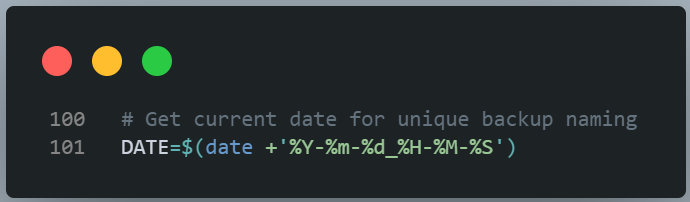 100 # Get current date for unique backup naming
101 DATE=$(date +'%Y-%m-%d_%H-%M-%S')